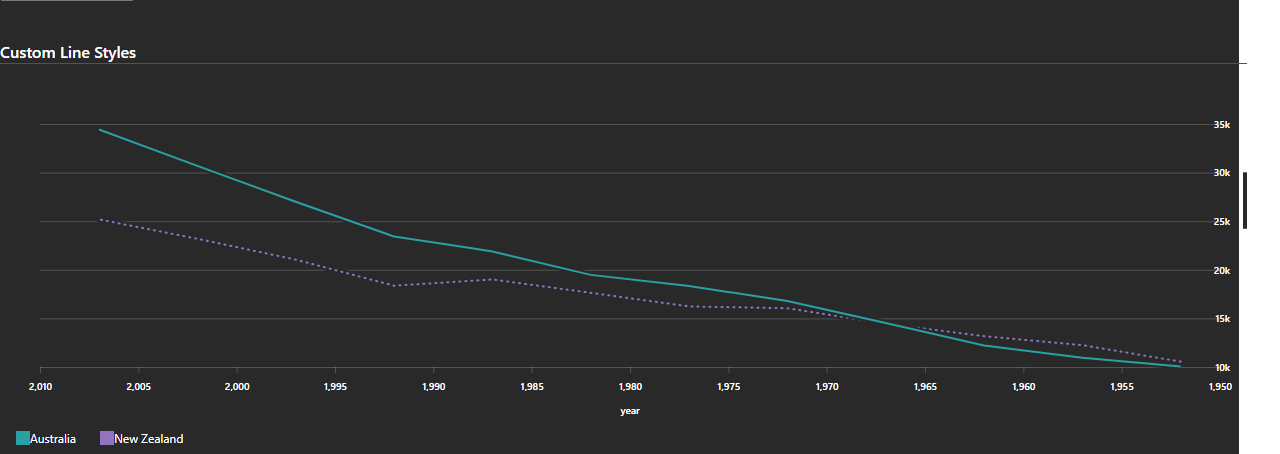 Custom Line Styles
35k
30k
25k
20k
15k
10k
2,010 2,005 2,000 1,995 1,990 1,985 1,980 1,975 1,970 1,965 1,960 1,955 1,950
year
Australia New Zealand